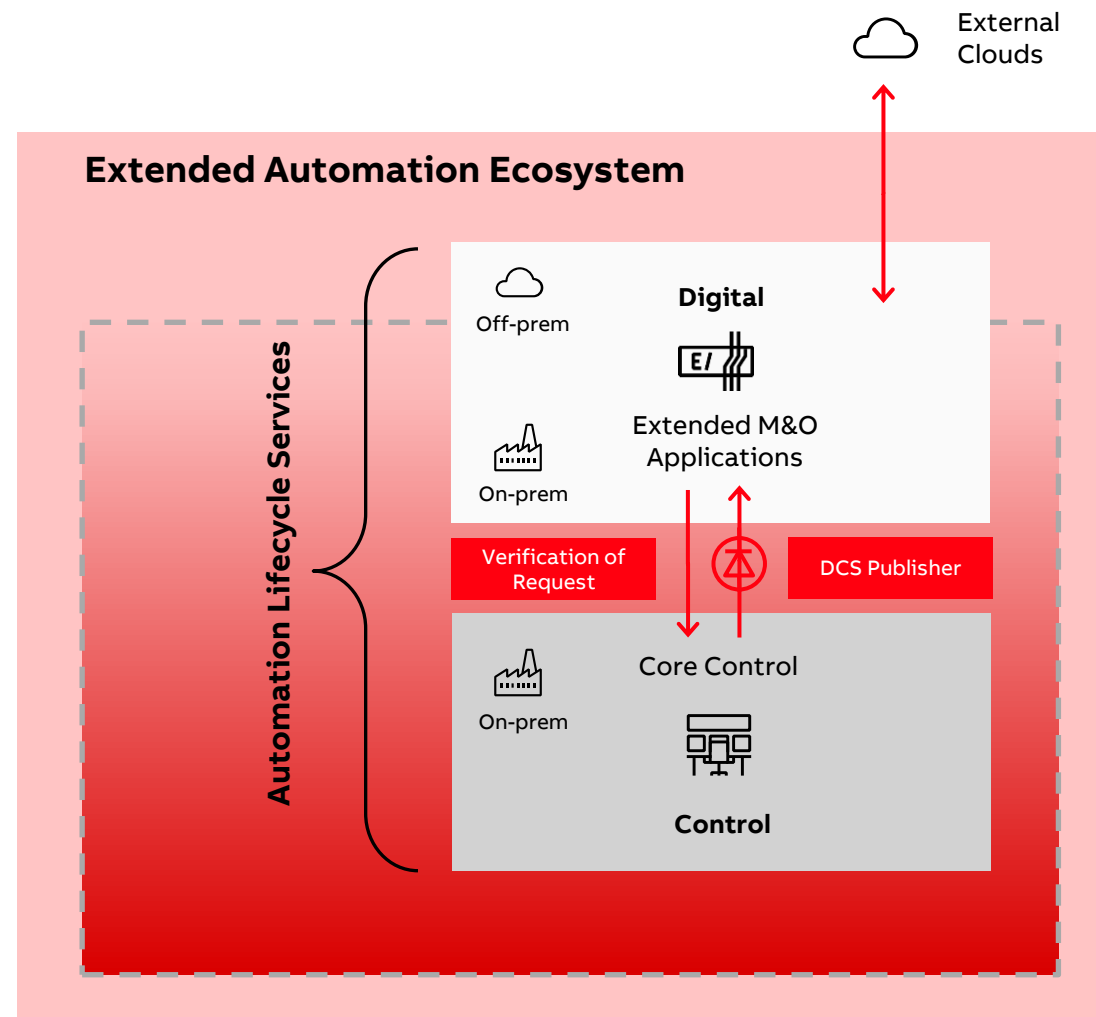 External
Clouds
Extended Automation Ecosystem
Automation Lifecycle Services
Off-prem
Digital
E/
Extended M&O
Applications
On-prem
Verification of
Request
DCS Publisher
Core Control
On-prem
Control